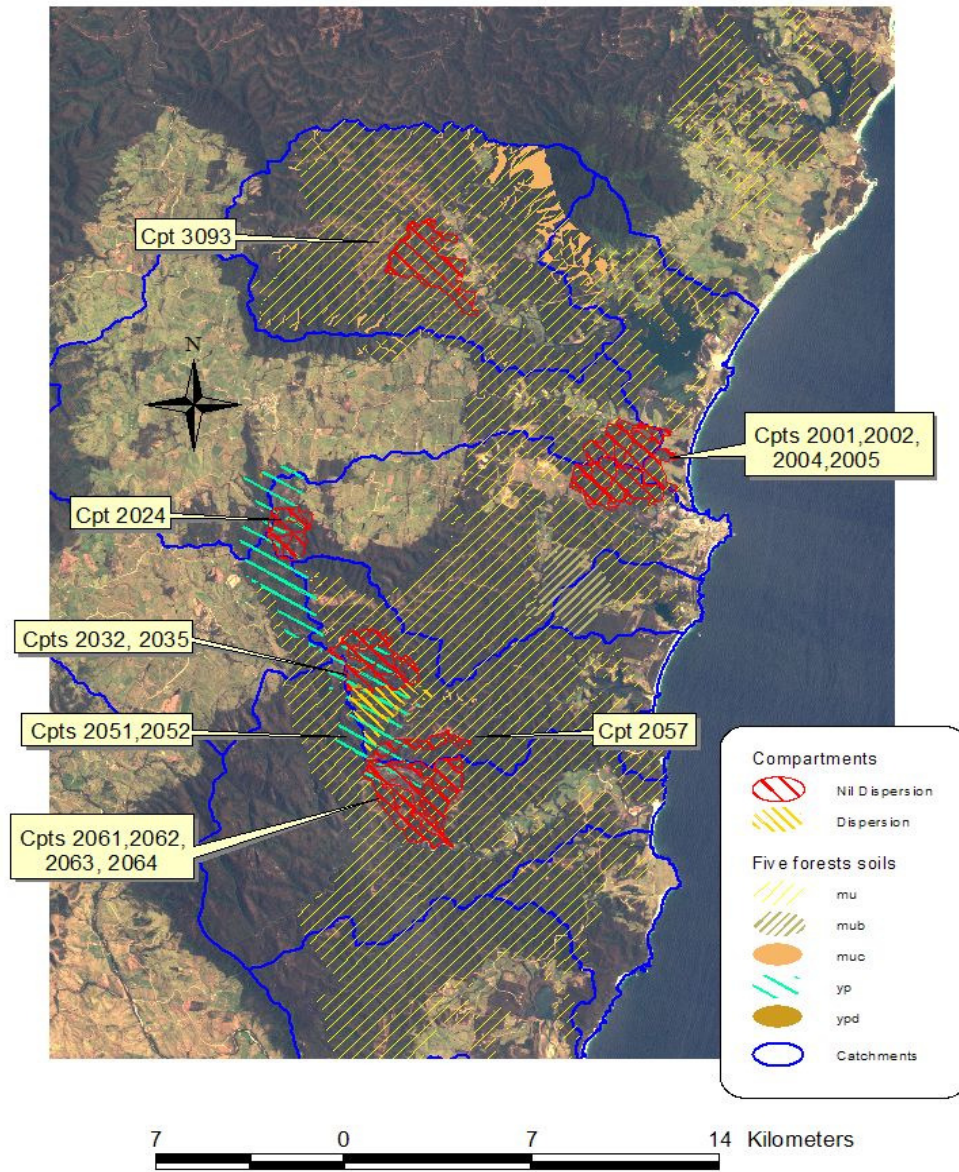 Cpt 3093
N
Cpts 2001,2002,
2004,2005
Cpt 2024
Cpts 2032, 2035
Cpts 2051,2052
Cpt 2057
Cpts 2061,2062,
2063, 2064
Compartments
Nil Dispersion
Dispersion
Five forests soils
mu
mub
muc
yp
ypd
Catchments
7 0 7 14 Kilometers